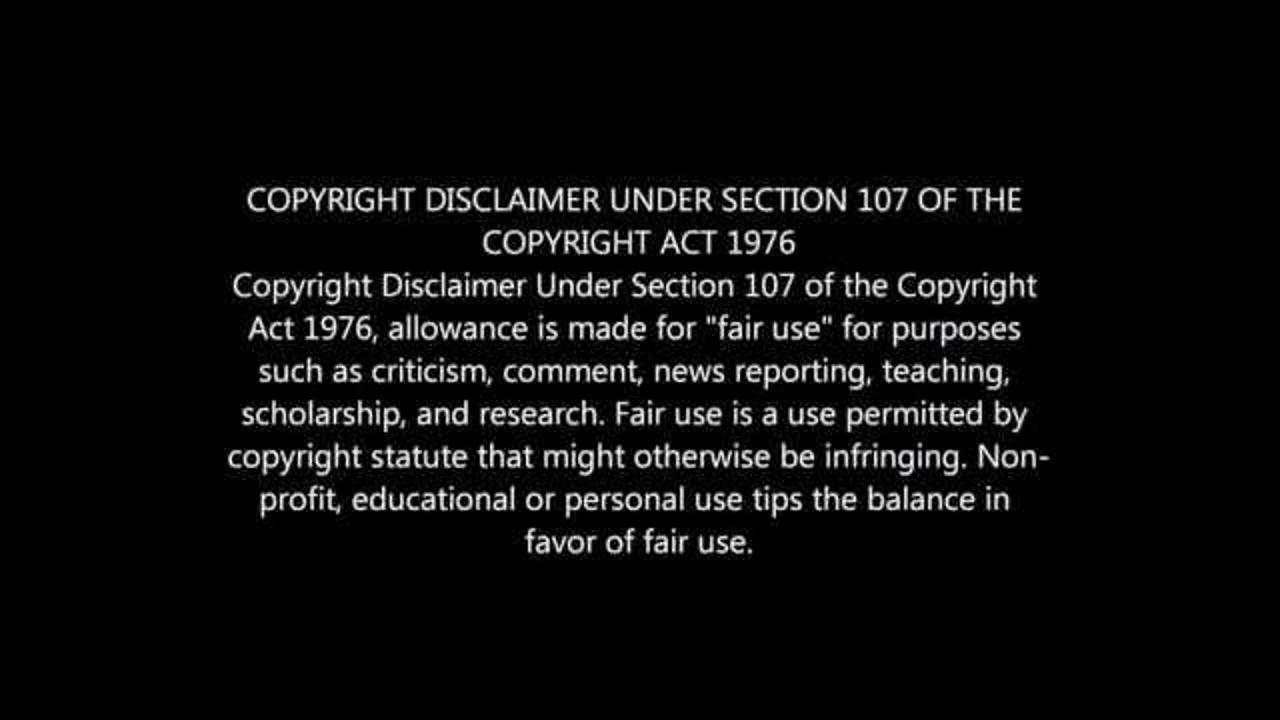 COPYRIGHT DISCLAIMER UNDER SECTION 107 OF THE
COPYRIGHT ACT 1976
Copyright Disclaimer Under Section 107 of the Copyright
Act 1976, allowance is made for "fair use" for purposes
such as criticism, comment, news reporting, teaching,
scholarship, and research. Fair use is a use permitted by
copyright statute that might otherwise be infringing. Non-
profit, educational or personal use tips the balance in
favor of fair use.